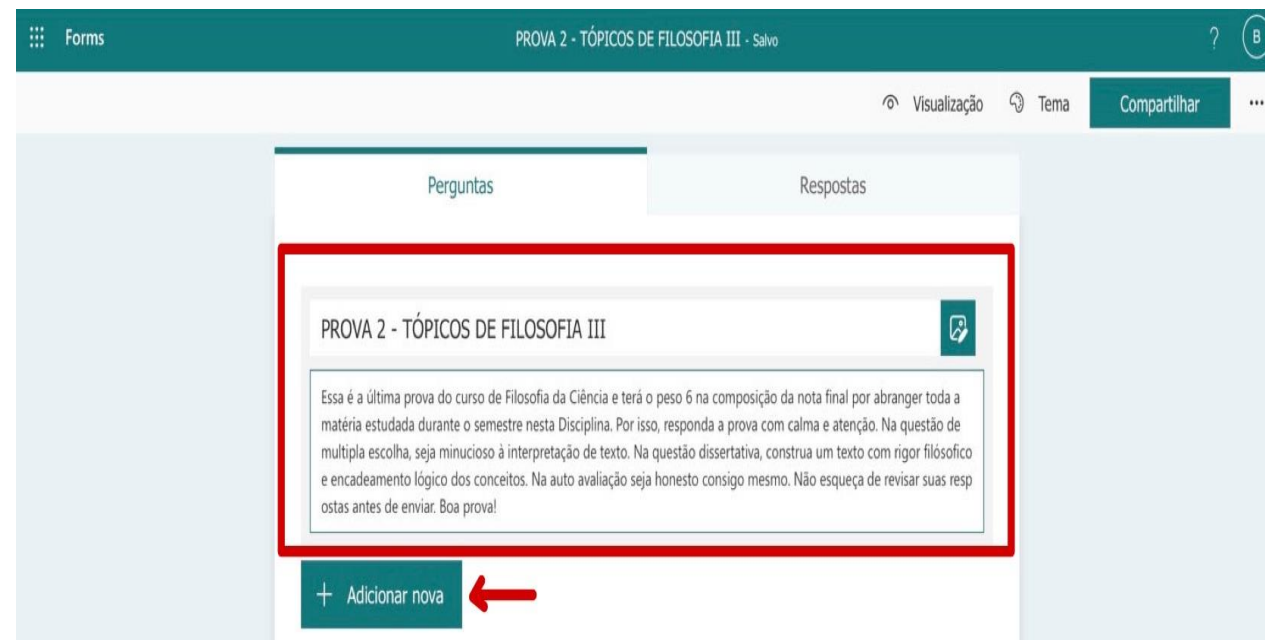 Forms
PROVA 2 - TÓPICOS DE FILOSOFIA III - Salvo
?
B
Visualização
Tema
Compartilhar
...
Perguntas
Respostas
PROVA 2 - TÓPICOS DE FILOSOFIA III
Essa é a última prova do curso de Filosofia da Ciência e terá o peso 6 na composição da nota final por abranger toda a
matéria estudada durante o semestre nesta Disciplina. Por isso, responda a prova com calma e atenção. Na questão de
multipla escolha, seja minucioso à interpretação de texto. Na questão dissertativa, construa um texto com rigor filósofico
e encadeamento lógico dos conceitos. Na auto avaliação seja honesto consigo mesmo. Não esqueça de revisar suas resp
ostas antes de enviar. Boa prova!
+ Adicionar nova